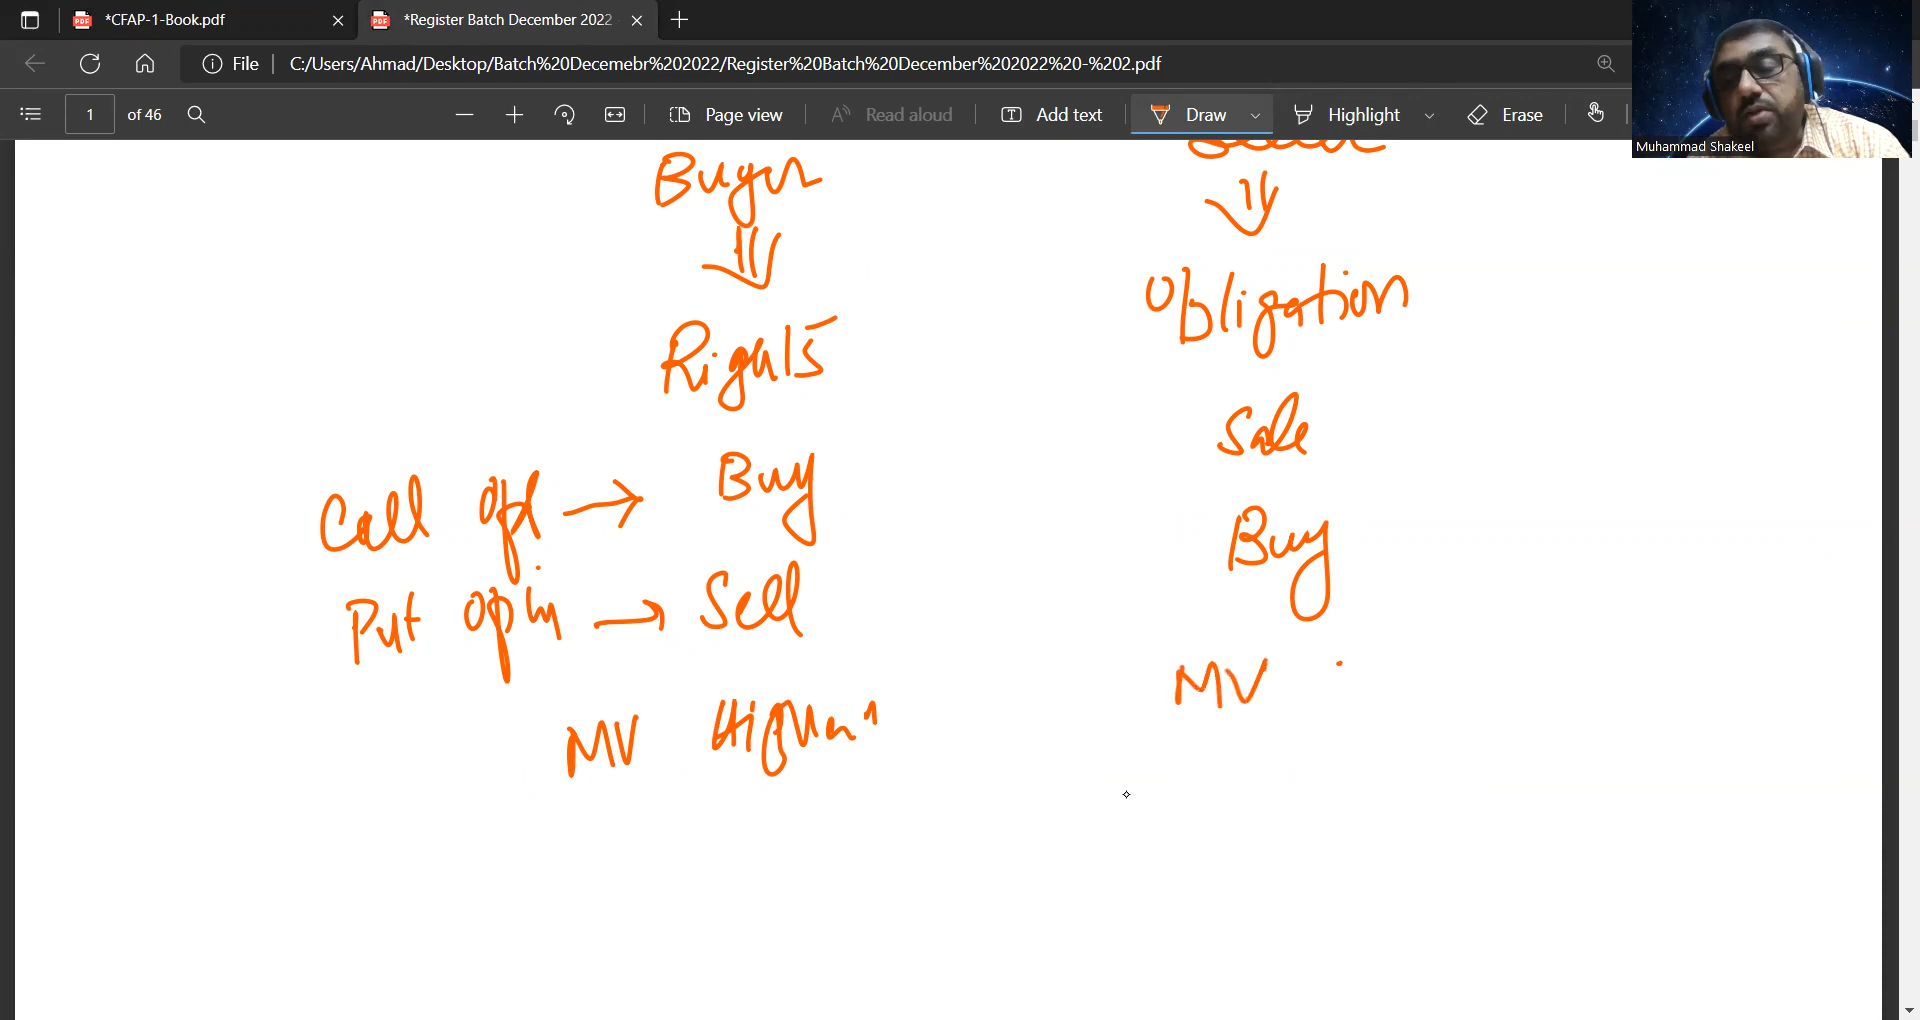 *CFAP-1-Book.pdf
*Register Batch December 2022
File
C:/Users/Ahmad/Desktop/Batch%20Decemebr%202022/Register%20Batch%20December%202022%20-%202.pdf
1 of 46
Page view
Read aloud
Add text
Draw
Highlight
Erase
Muhammad Shakeel
Buyer
Obligation
Rights
Sale
Call opt → Buy
Buy
Put → Sell
MV
MV Higher